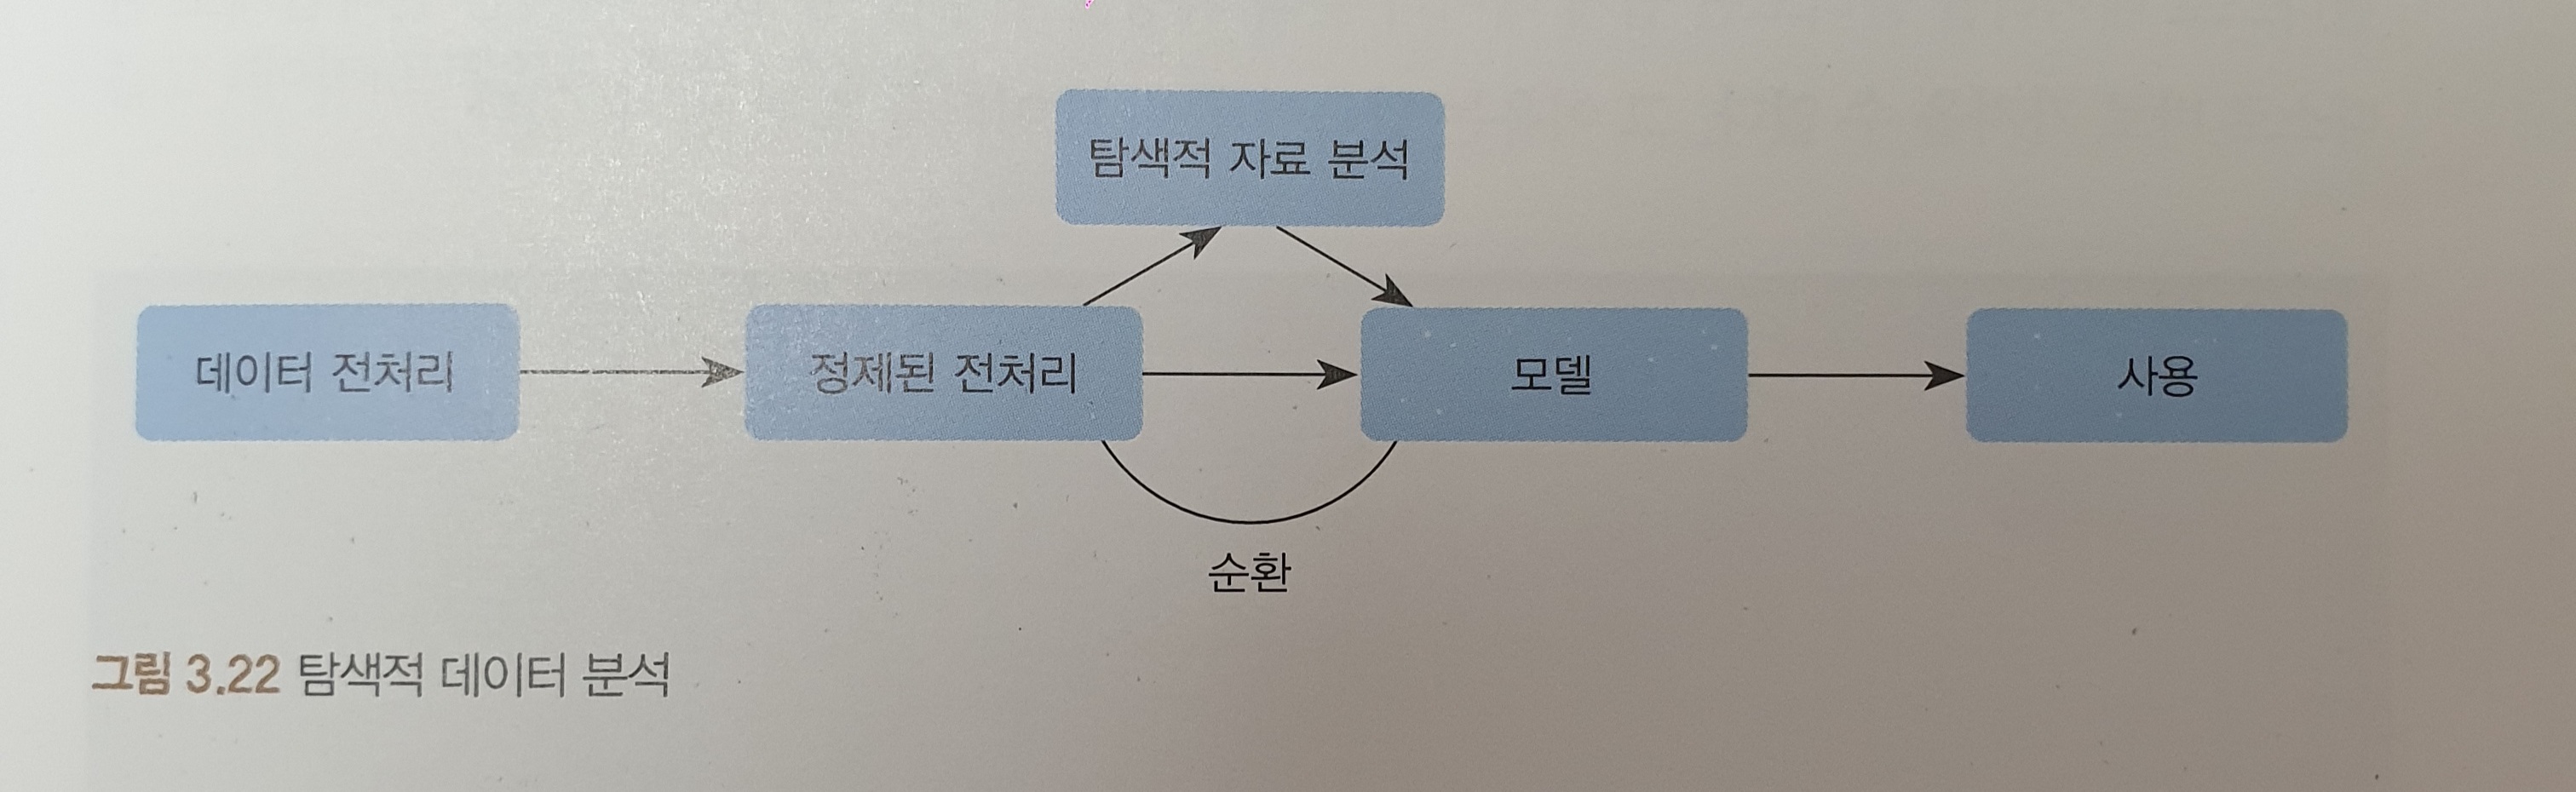 탐색적 자료 분석
데이터 전처리
정제된 전처리
모델
사용
순환
그림 3.22 탐색적 데이터 분석